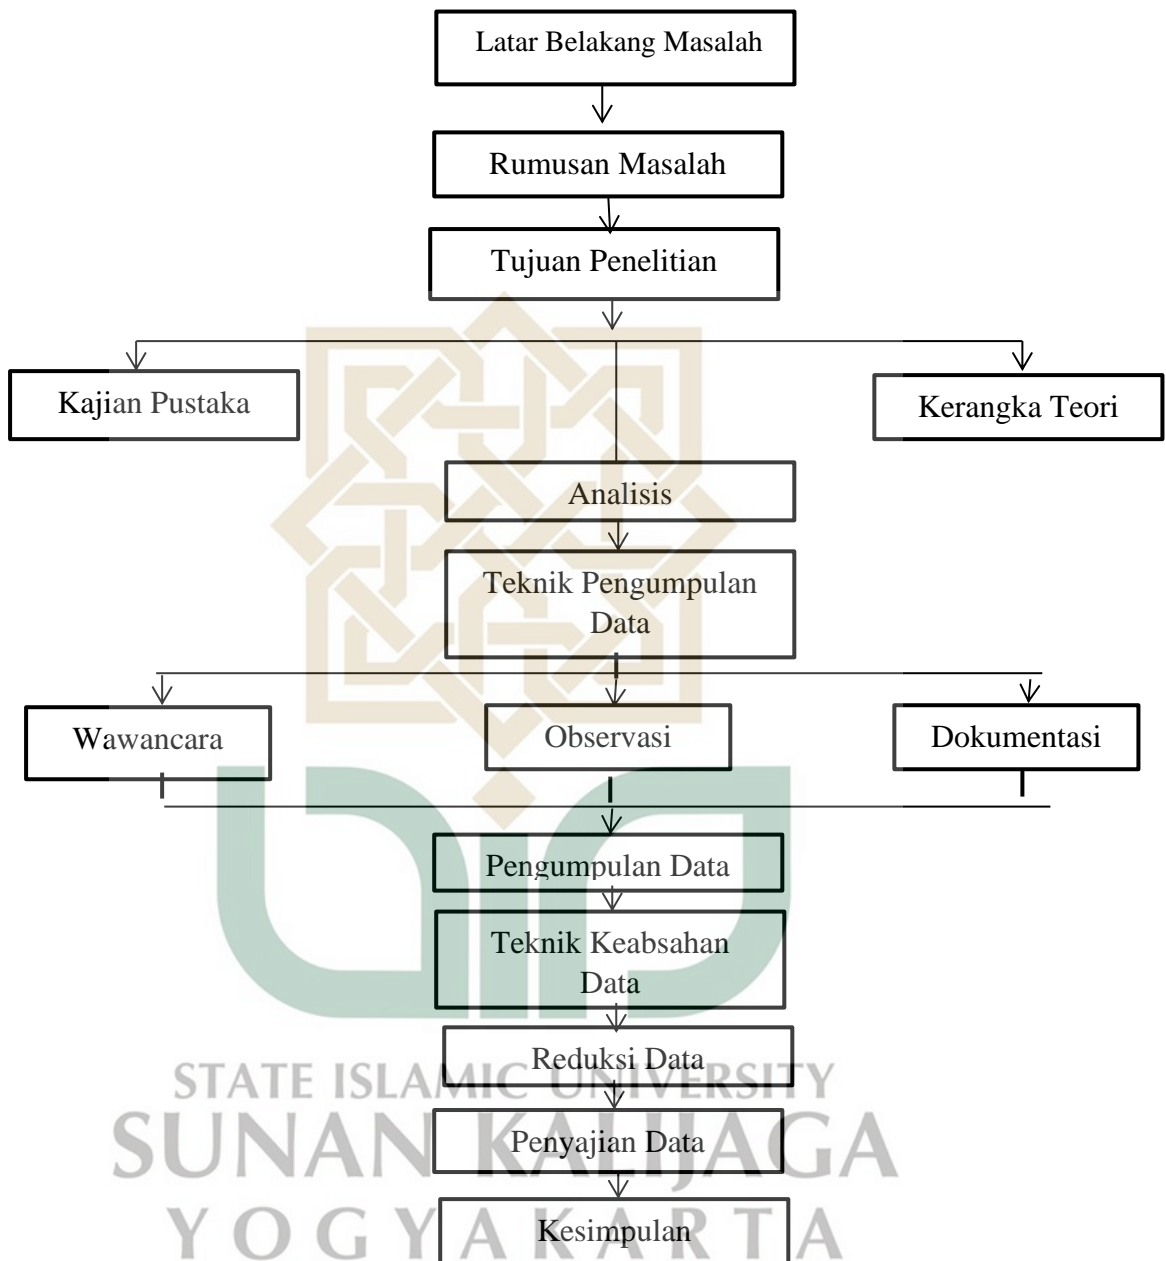 Latar Belakang Masalah
Rumusan Masalah
Tujuan Penelitian
Kajian Pustaka
Kerangka Teori
Analisis
Teknik Pengumpulan
Data
Wawancara
Observasi
Dokumentasi
Pengumpulan Data
Teknik Keabsahan
Data
Reduksi Data
STATE ISLAMIC UNIVERSITY
Penyajian Data
SUNAN KALIJAGA
Kesimpulan
YOGYAKARTA